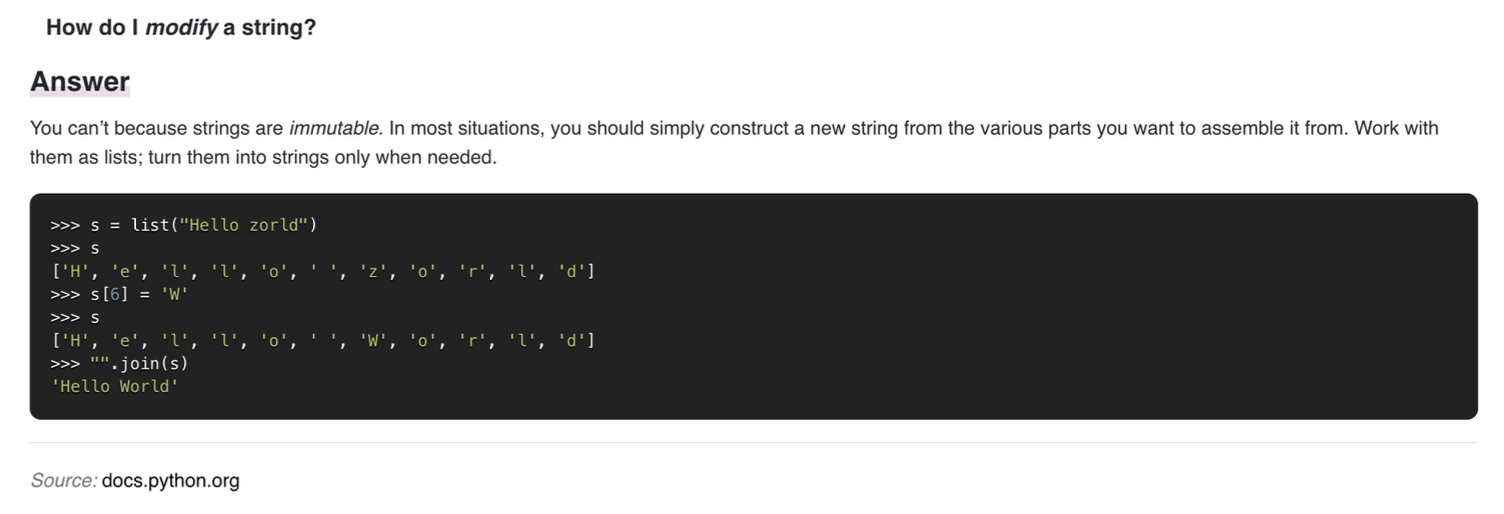 How do I modify a string?
Answer
You can’t because strings are immutable. In most situations, you should simply construct a new string from the various parts you want to assemble it from. Work with
them as lists; turn them into strings only when needed.
>>> s = list("Hello zorld")
>>> s
['H', 'e', 'l', 'l', 'o', ' ', 'z', 'o', 'r', 'l', 'd']
>>> s[6] = 'W'
>>> s
['H', 'e', 'l', 'l', 'o', ' ', 'W', 'o', 'r', 'l', 'd']
>>> "".join(s)
'Hello World'
Source: docs.python.org